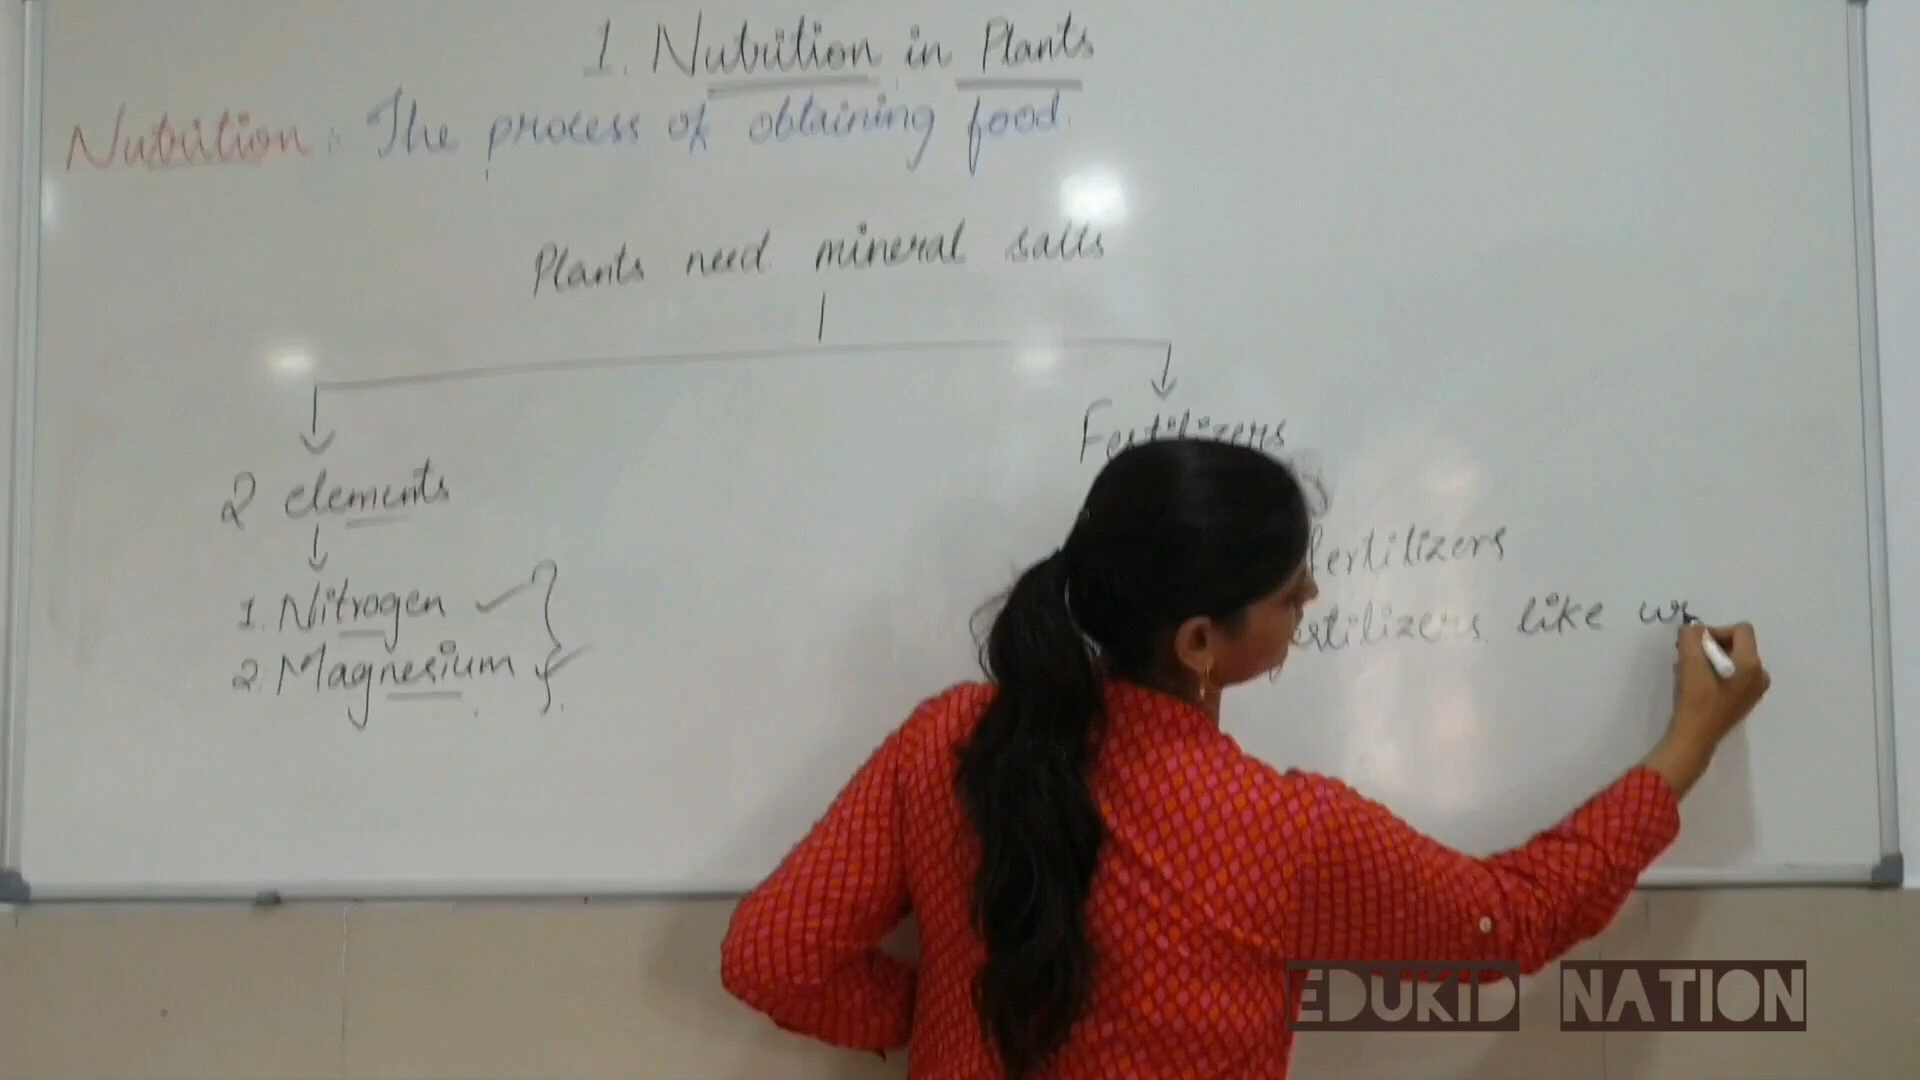 1. Nutrition in Plants
Nutrition: The process of obtaining food.
Plants need mineral salts
2 elements
1. Nitrogen
2. Magnesium
Fertilizers
fertilizers
like
EDUKID NATION